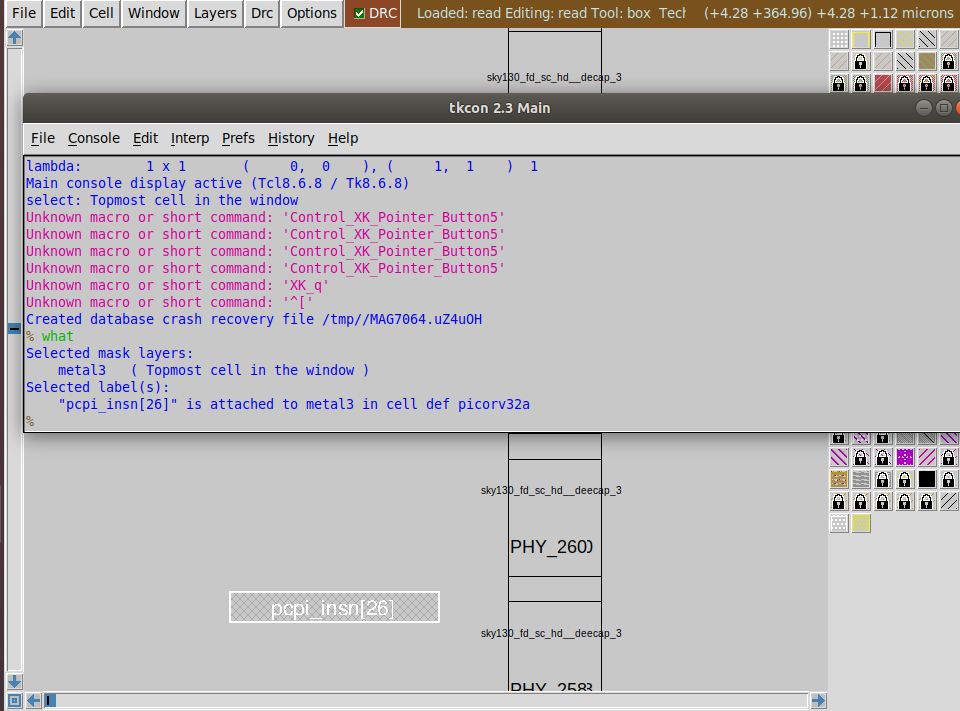 File Edit Cell Window Layers Drc Options DRC Loaded: read Editing: read Tool: box Tech (+4.28 +364.96) +4.28 +1.12 microns
sky130_fd_sc_hd__decap_3
tkcon 2.3 Main
File Console Edit Interp Prefs History Help
lambda: 1 x 1 ( 0, 0 ), ( 1, 1 ) 1
Main console display active (Tcl8.6.8 / Tk8.6.8)
select: Topmost cell in the window
Unknown macro or short command: 'Control_XK_Pointer_Button5'
Unknown macro or short command: 'Control_XK_Pointer_Button5'
Unknown macro or short command: 'Control_XK_Pointer_Button5'
Unknown macro or short command: 'Control_XK_Pointer_Button5'
Unknown macro or short command: 'XK_q'
Unknown macro or short command: '^['
Created database crash recovery file /tmp//MAG7064.uZ4uOH
% what
Selected mask layers:
metal3 ( Topmost cell in the window )
Selected label(s):
"pcpi_insn[26]" is attached to metal3 in cell def picorv32a
%
PHY_260
pcpi_insn[26]